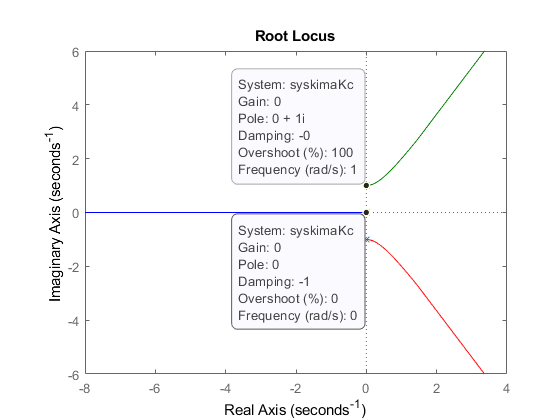 Root Locus
6
4
2
0
-2
-4
-6
Imaginary Axis (seconds⁻¹)
System: syskimaKc
Gain: 0
Pole: 0 + 1i
Damping: -0
Overshoot (%): 100
Frequency (rad/s): 1
System: syskimaKc
Gain: 0
Pole: 0
Damping: -1
Overshoot (%): 0
Frequency (rad/s): 0
-8
-6
-4
-2
0
2
4
Real Axis (seconds⁻¹)